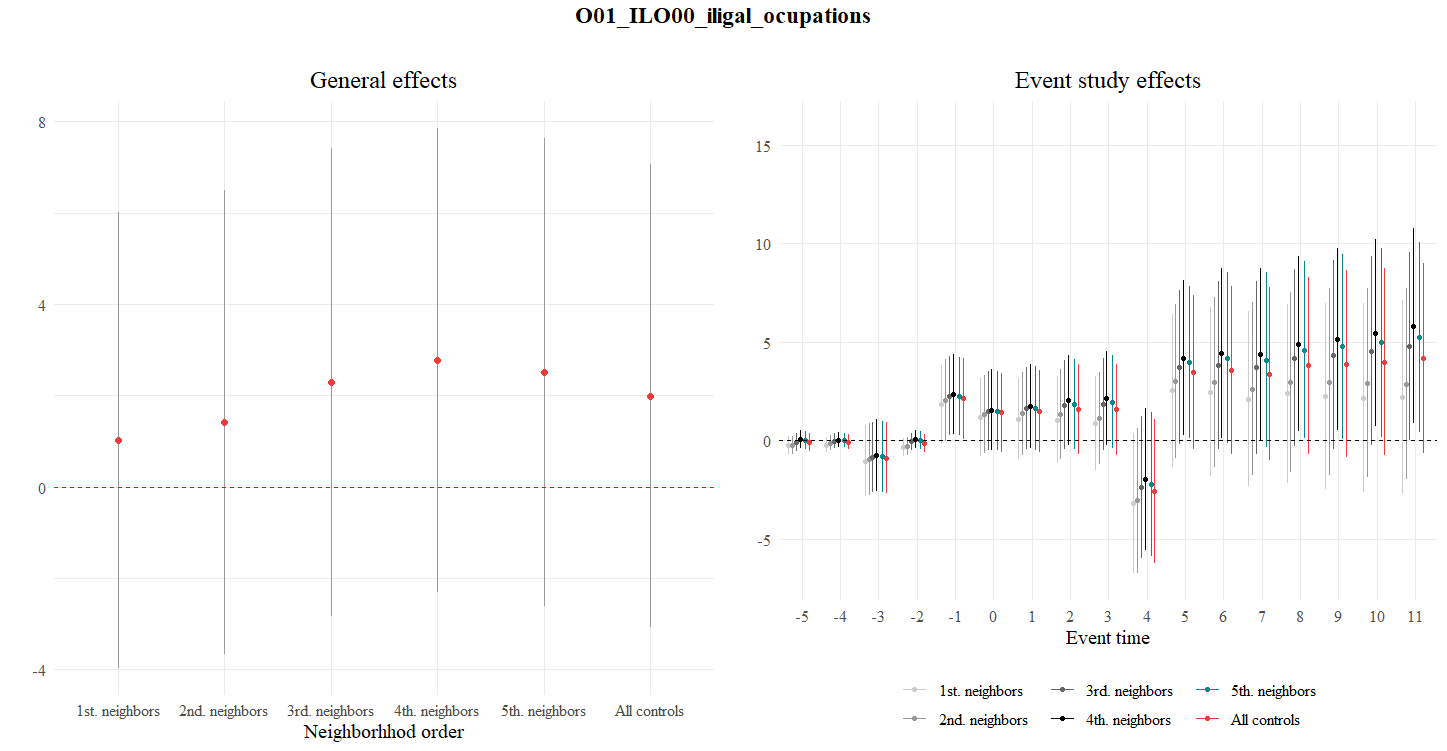 O01_ILO00_iligal_ocupations
General effects
8
4
0
-4
1st. neighbors 2nd. neighbors 3rd. neighbors 4th. neighbors 5th. neighbors All controls
Neighborhhod order
Event study effects
15
10
5
0
-5
-5 -4 -3 -2 -1 0 1 2 3 4 5 6 7 8 9 10 11
Event time
1st. neighbors 3rd. neighbors 5th. neighbors
2nd. neighbors 4th. neighbors All controls